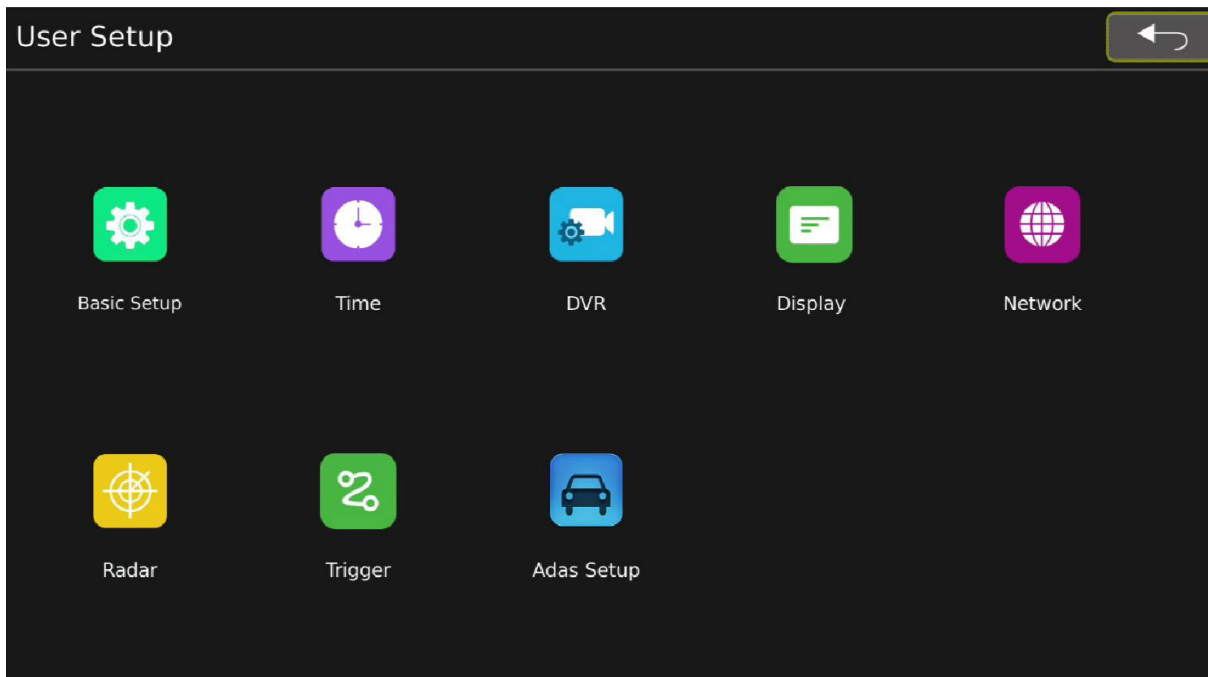 User Setup
Basic Setup
Time
DVR
Display
Network
Radar
Trigger
Adas Setup